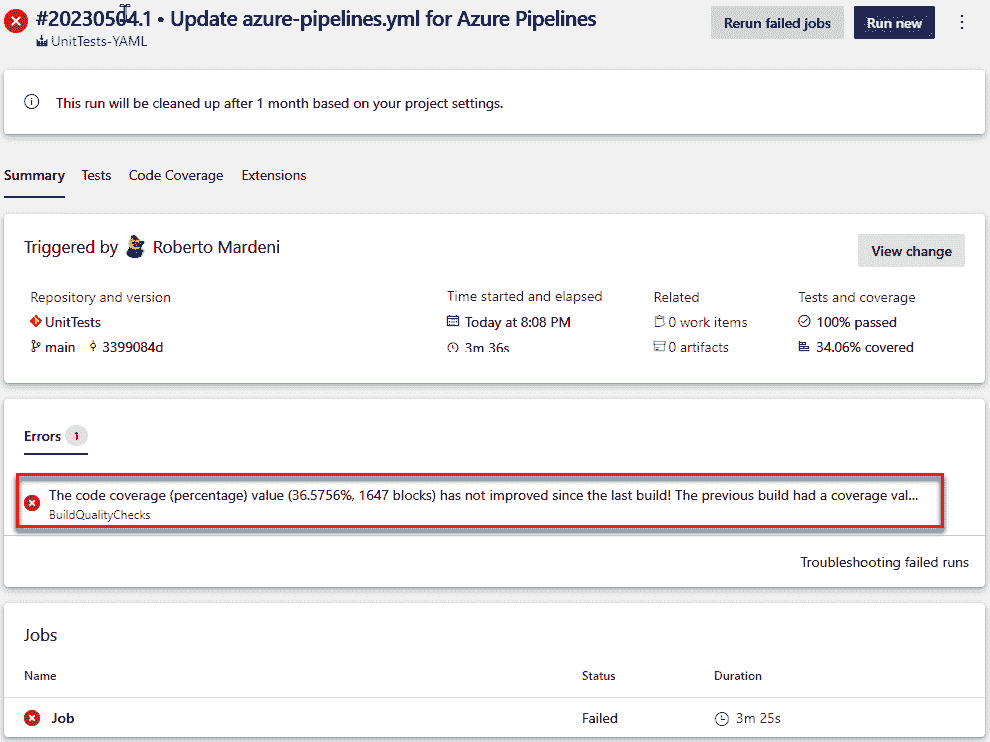 #20230504.1 • Update azure-pipelines.yml for Azure Pipelines
UnitTests-YAML
Rerun failed jobs
Run new
This run will be cleaned up after 1 month based on your project settings.
Summary Tests Code Coverage Extensions
Triggered by Roberto Mardeni
View change
Repository and version
UnitTests
main 3399084d
Time started and elapsed
Today at 8:08 PM
3m 36s
Related
0 work items
0 artifacts
Tests and coverage
100% passed
34.06% covered
Errors 1
The code coverage (percentage) value (36.5756%, 1647 blocks) has not improved since the last build! The previous build had a coverage val...
BuildQualityChecks
Troubleshooting failed runs
Jobs
Name Status Duration
Job Failed 3m 25s